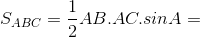 $S_{ABC} = \frac{1}{2}AB.AC.sinA =$